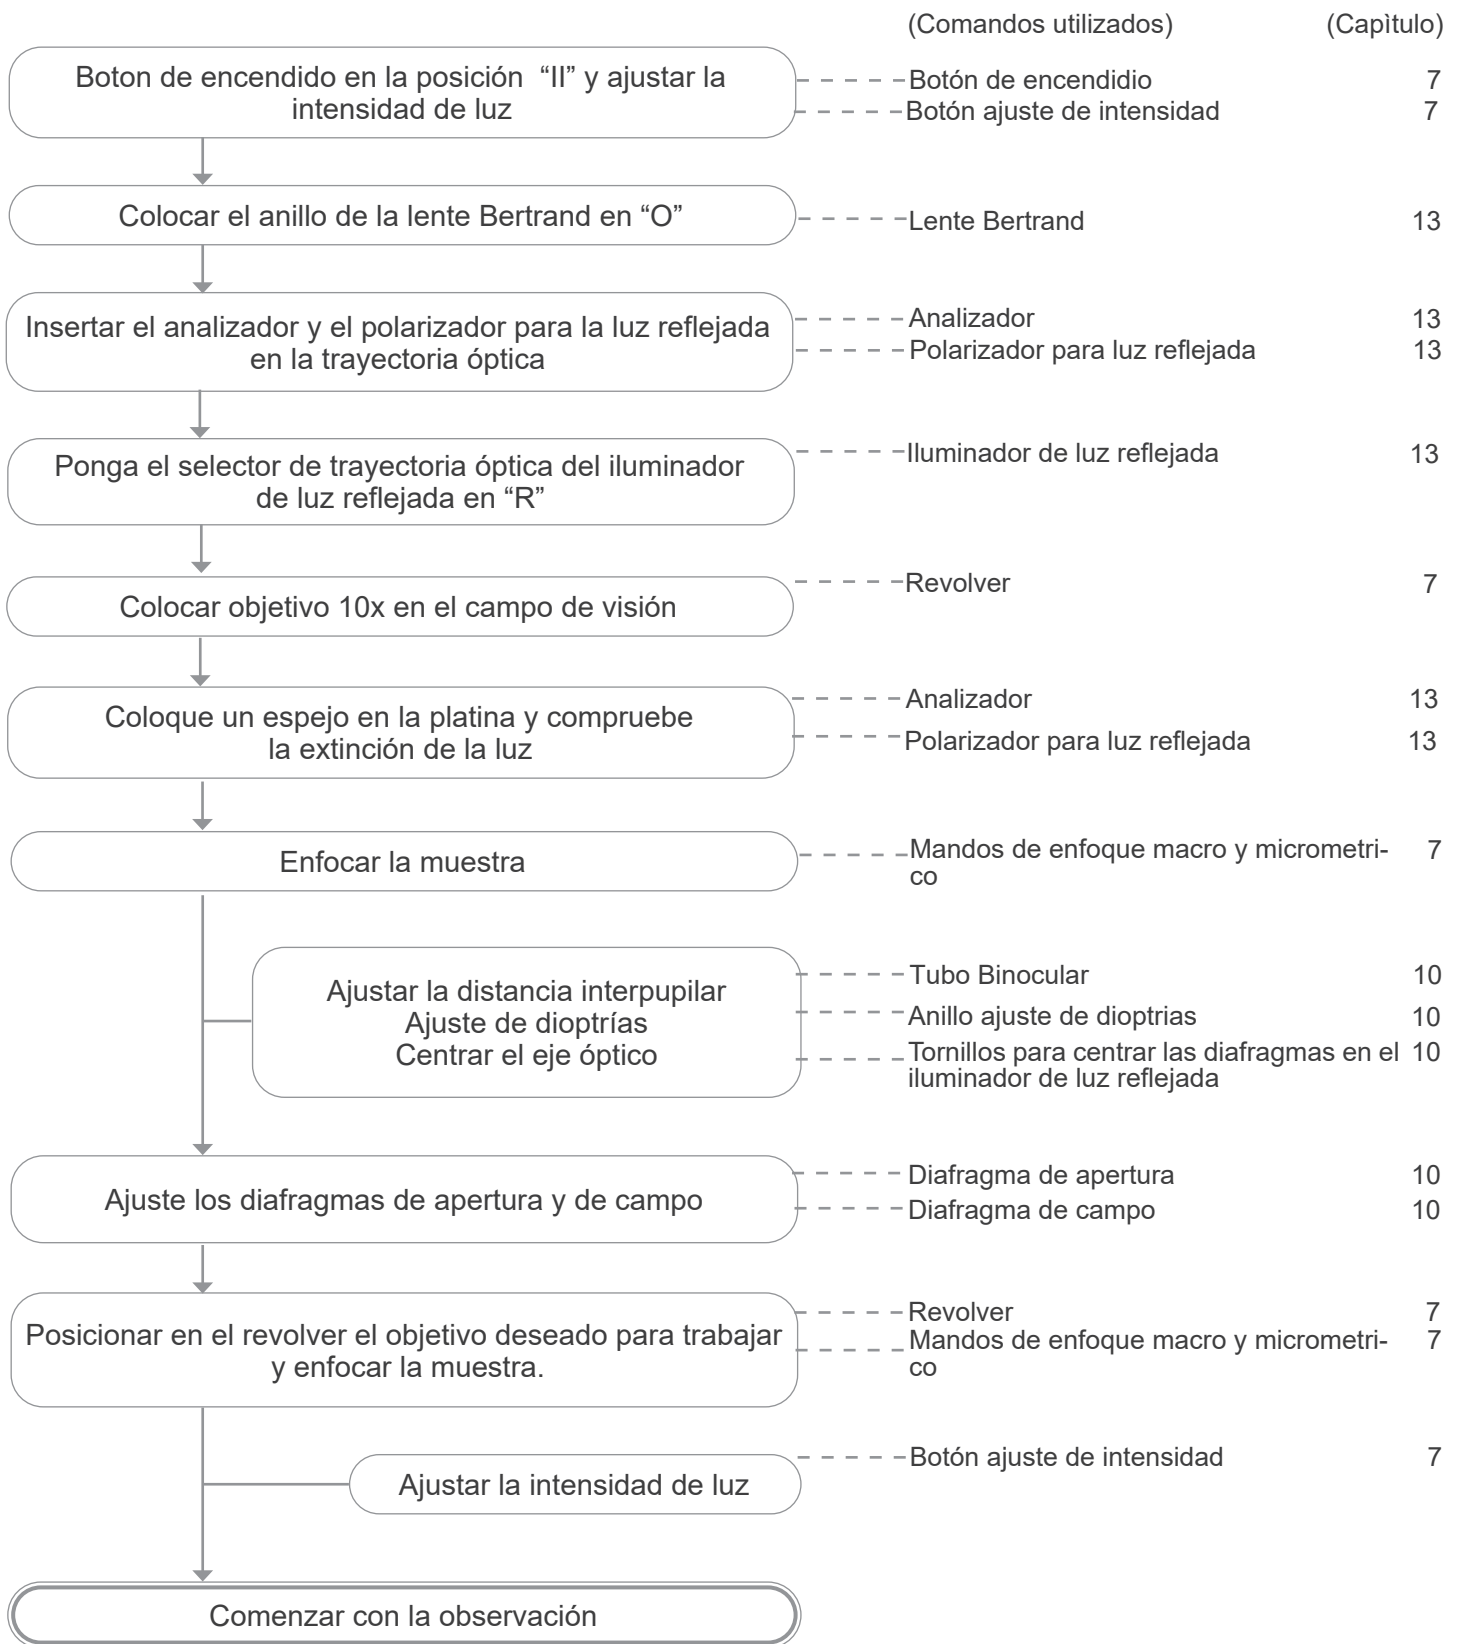 (Comandos utilizados) (Capìtulo)
Boton de encendido en la posición “II” y ajustar la
intensidad de luz
Botón de encendidio 7
Botón ajuste de intensidad 7
Colocar el anillo de la lente Bertrand en “O”
Lente Bertrand 13
Insertar el analizador y el polarizador para la luz reflejada
en la trayectoria óptica
Analizador 13
Polarizador para luz reflejada 13
Ponga el selector de trayectoria óptica del iluminador
de luz reflejada en “R”
Iluminador de luz reflejada 13
Colocar objetivo 10x en el campo de visión
Revolver 7
Coloque un espejo en la platina y compruebe
la extinción de la luz
Analizador 13
Polarizador para luz reflejada 13
Enfocar la muestra
Mandos de enfoque macro y micrometri- 7
co
Ajustar la distancia interpupilar
Ajuste de dioptrías
Centrar el eje óptico
Tubo Binocular 10
Anillo ajuste de dioptrias 10
Tornillos para centrar las diafragmas en el 10
iluminador de luz reflejada
Ajuste los diafragmas de apertura y de campo
Diafragma de apertura 10
Diafragma de campo 10
Posicionar en el revolver el objetivo deseado para trabajar
y enfocar la muestra.
Revolver 7
Mandos de enfoque macro y micrometri- 7
co
Ajustar la intensidad de luz
Botón ajuste de intensidad 7
Comenzar con la observación